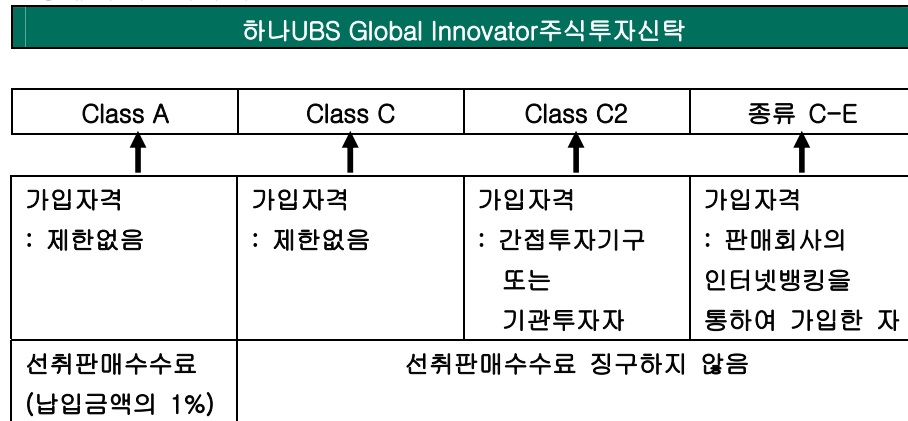 하나UBS Global Innovator주식투자신탁
Class A
Class C
Class C2
종류 C-E
가입자격
: 제한없음
가입자격
: 제한없음
가입자격
: 간접투자기구
또는
기관투자자
가입자격
: 판매회사의
인터넷뱅킹을
통하여 가입한 자
선취판매수수료
(납입금액의 1%)
선취판매수수료 징구하지 않음